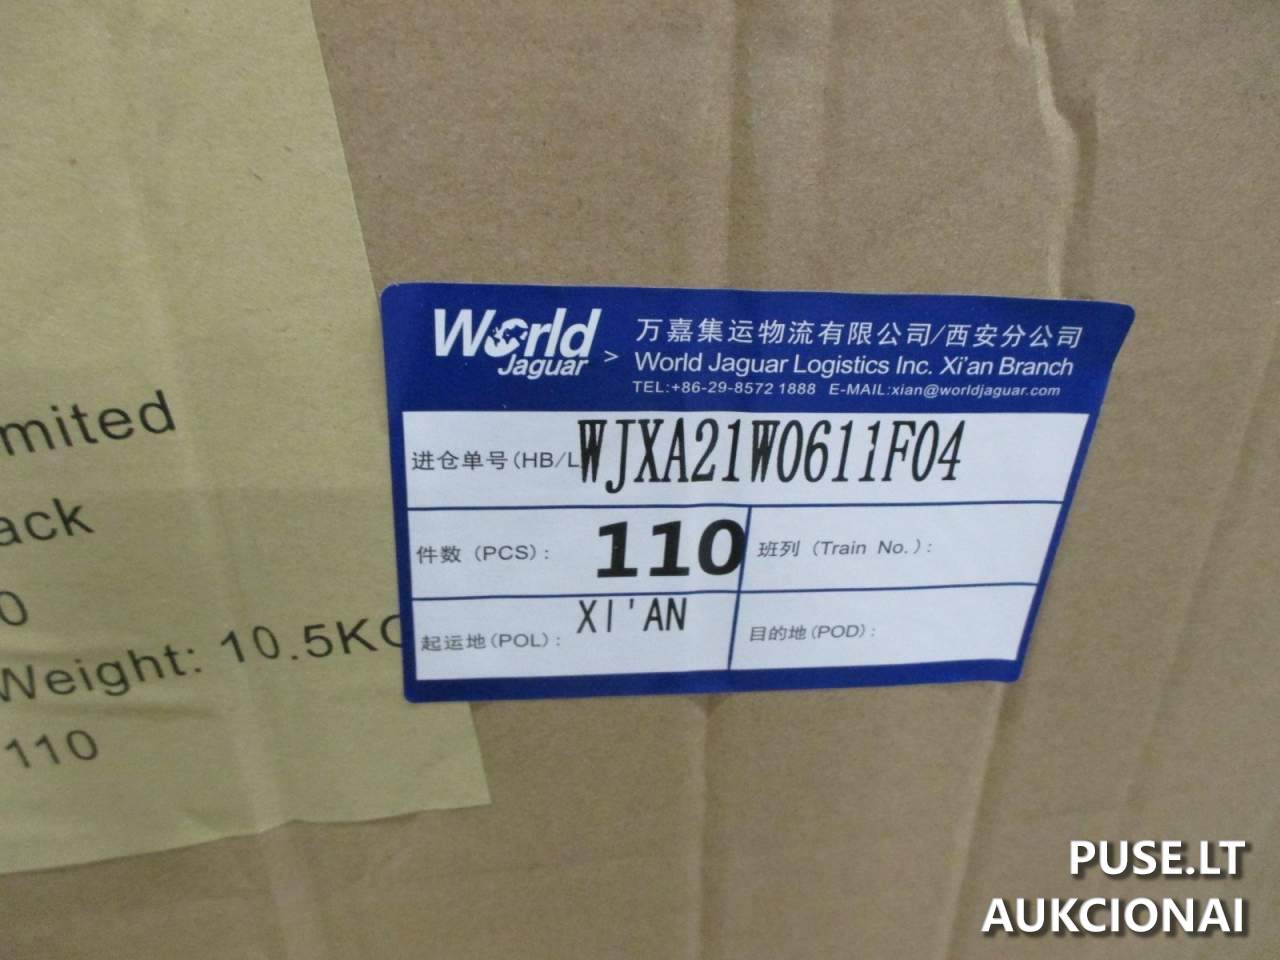 World
Jaguar >
万嘉集运物流有限公司/西安分公司
World Jaguar Logistics Inc. Xi'an Branch
TEL:+86-29-8572 1888 E-MAIL:xian@worldjaguar.com
进仓单号(HB/L WJXA21W0611F04
件数 (PCS): 110
班列 (Train No.):
起运地(POL): XI'AN
目的地(POD):
mited
ack
0
Weight: 10.5KG
110
PUSE.LT
AUKCIONAI